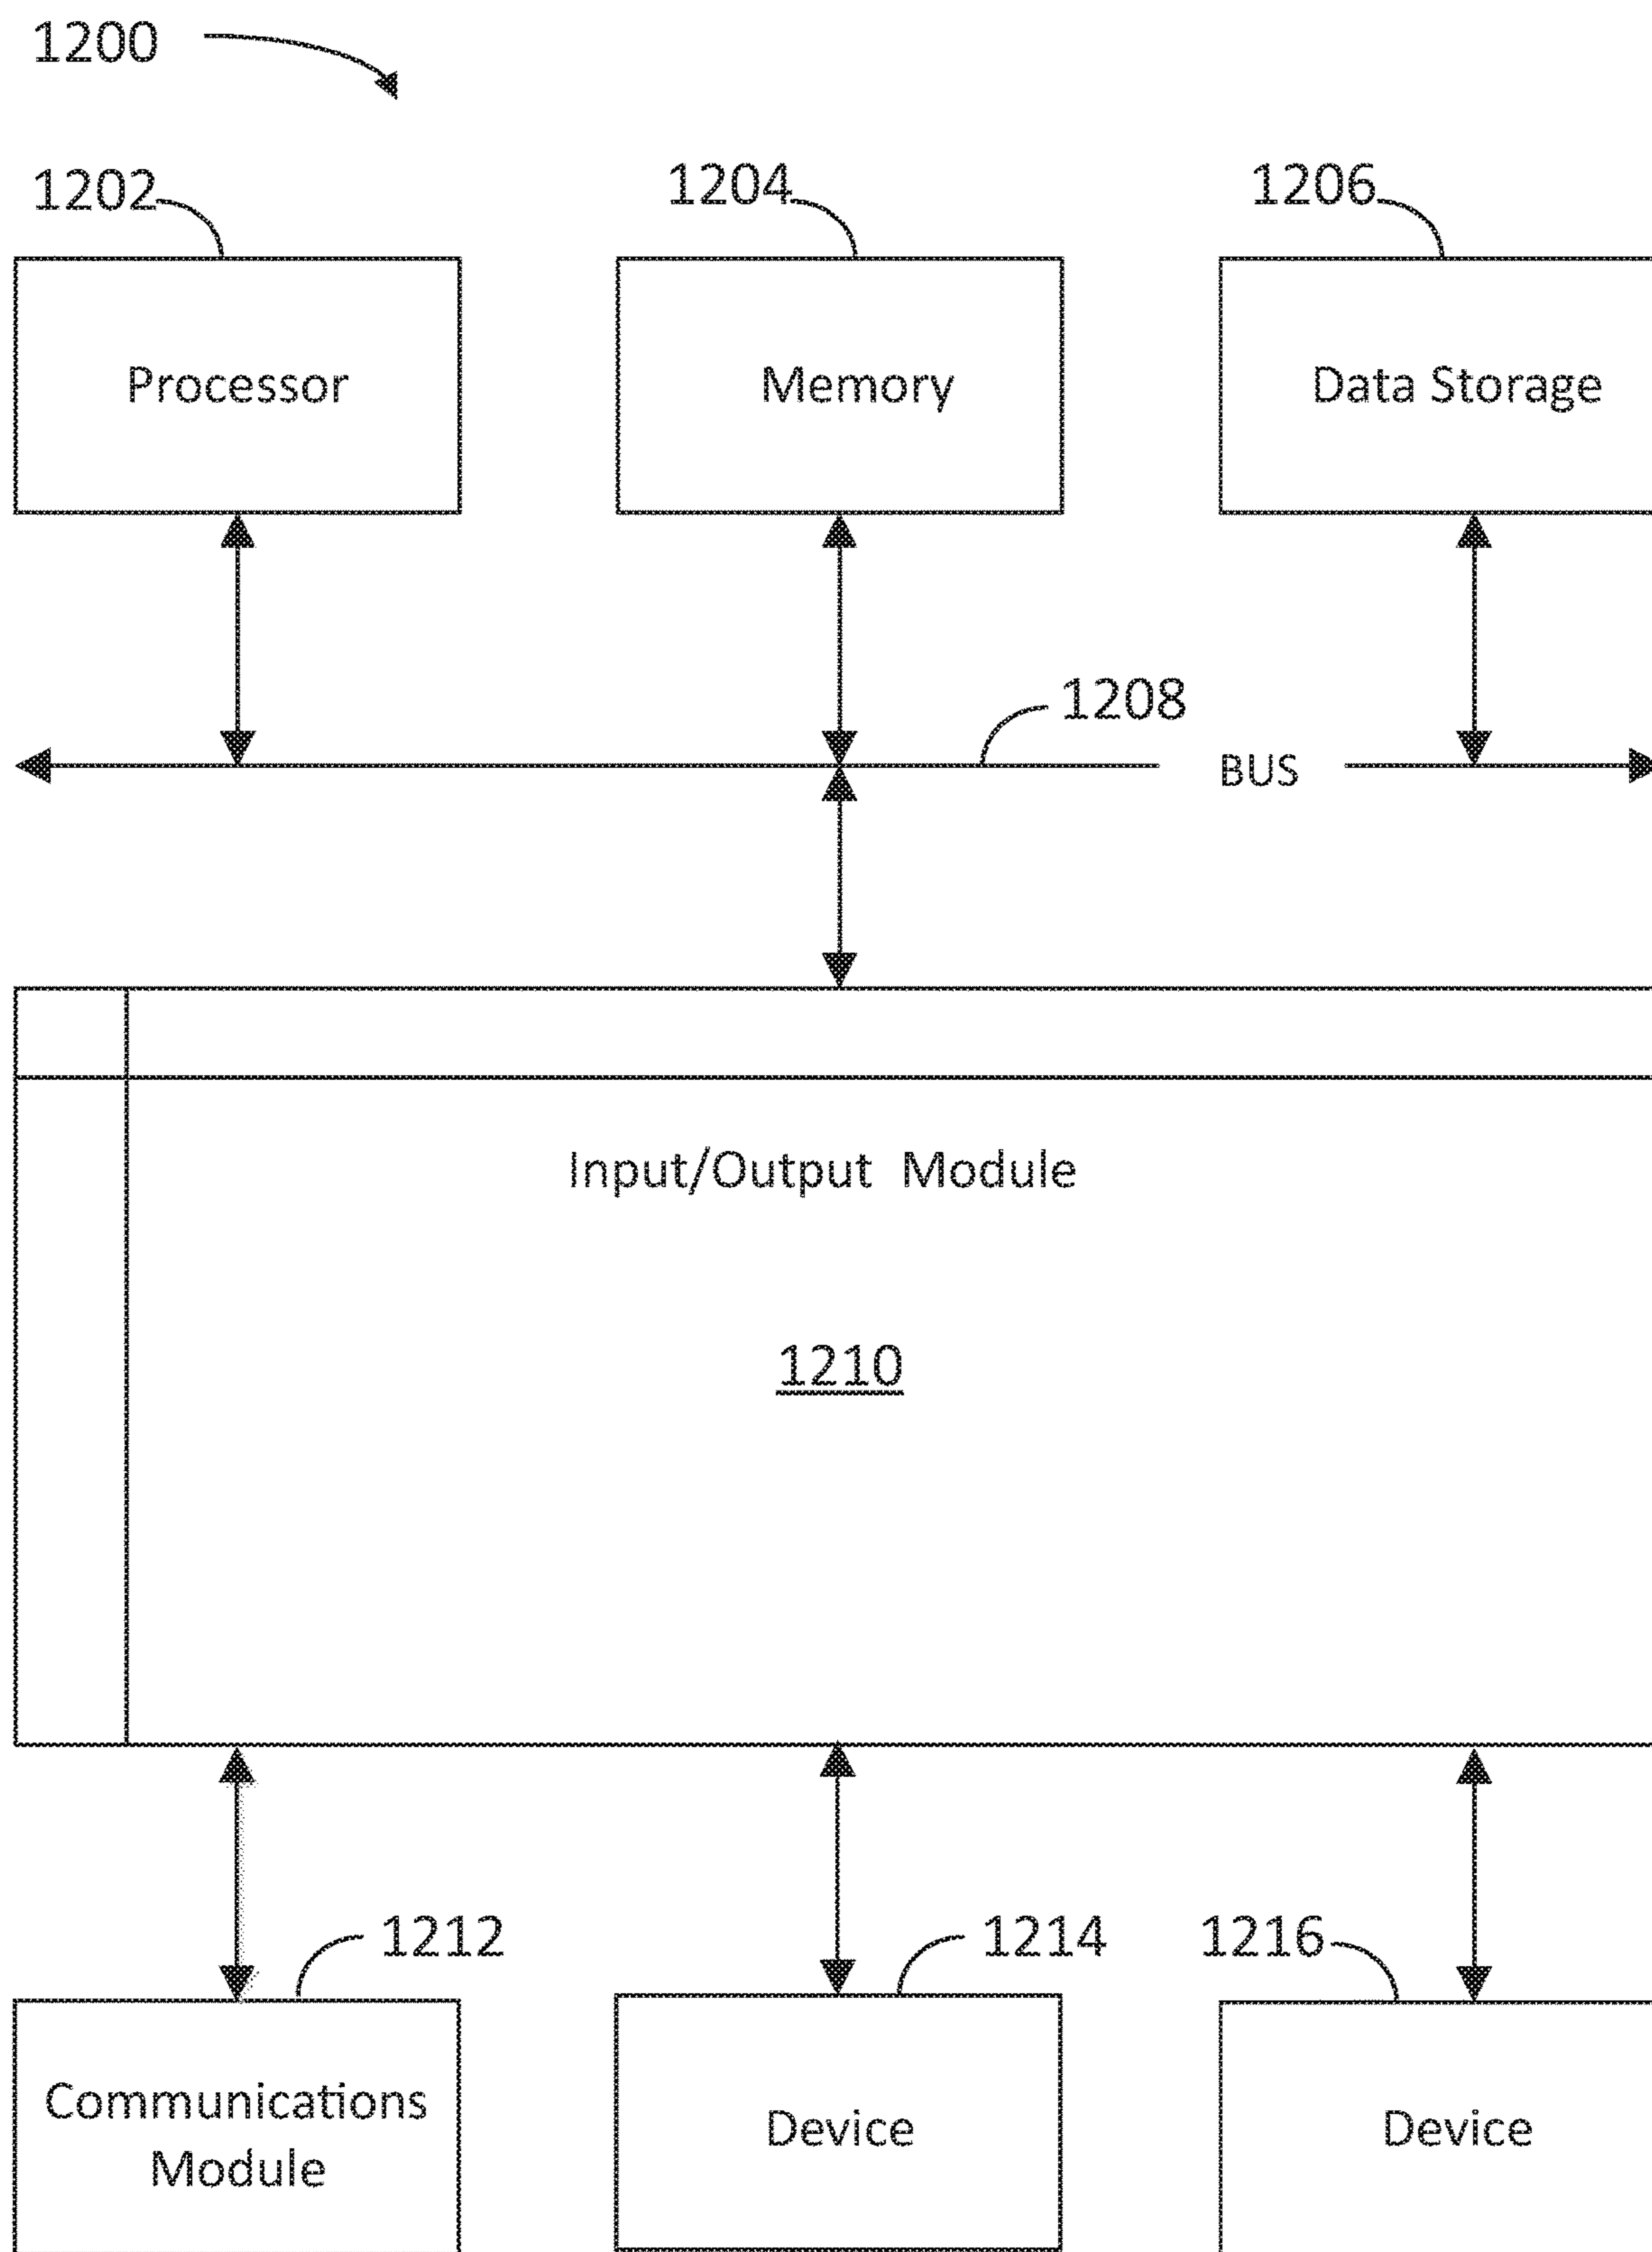 1200
1202
1204
1206
Processor
Memory
Data Storage
1208
BUS
Input/Output Module
1210
1212
1214
1216
Communications
Module
Device
Device